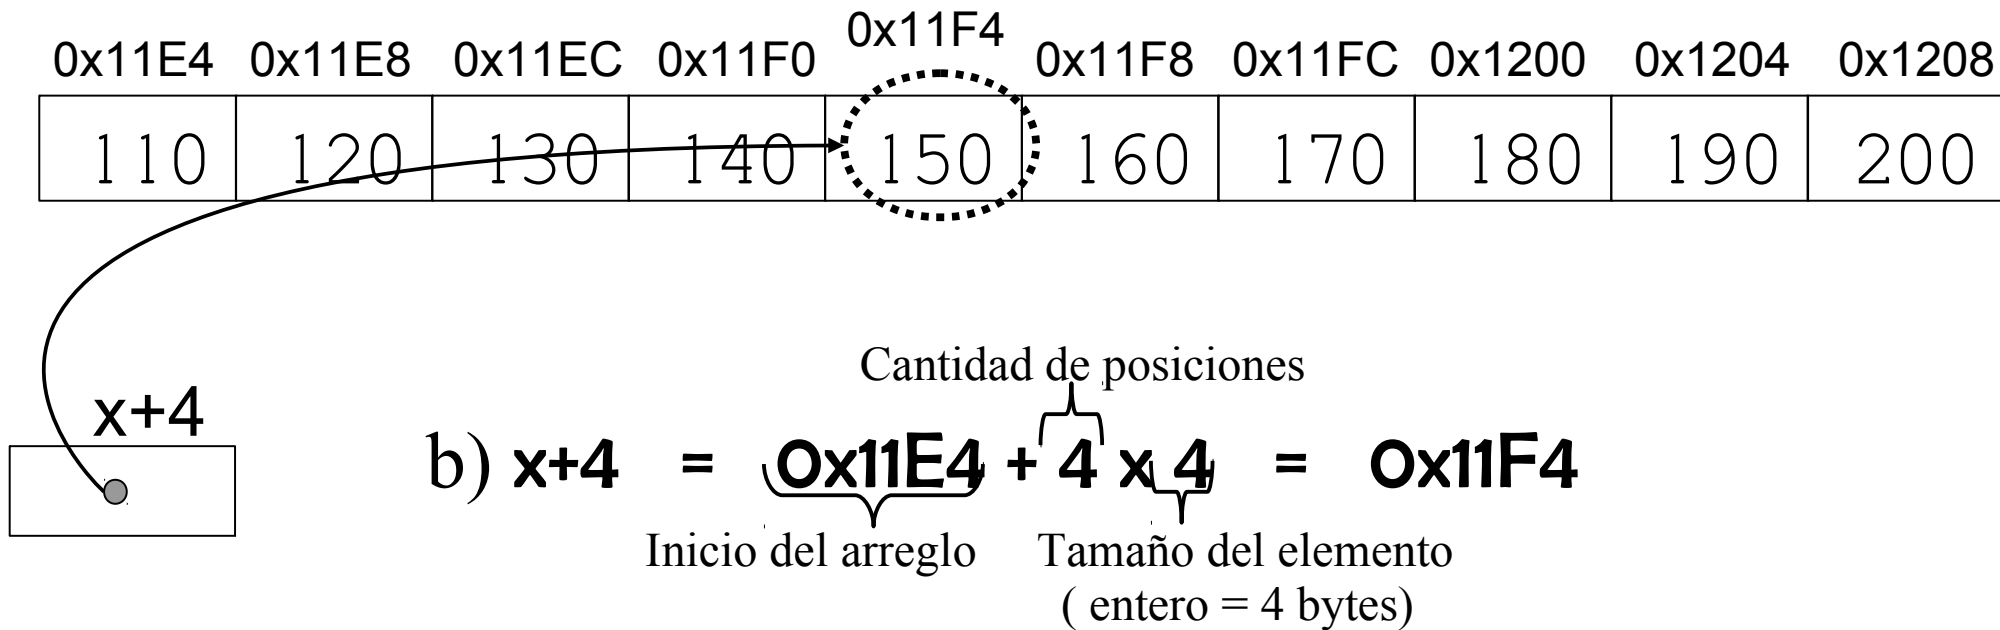 0x11E4 0x11E8 0x11EC 0x11F0 0x11F4 0x11F8 0x11FC 0x1200 0x1204 0x1208
110 120 130 140 150 160 170 180 190 200
Cantidad de posiciones
x+4
b) x+4 = 0x11E4 + 4 x 4 = 0x11F4
Inicio del arreglo Tamaño del elemento
( entero = 4 bytes)